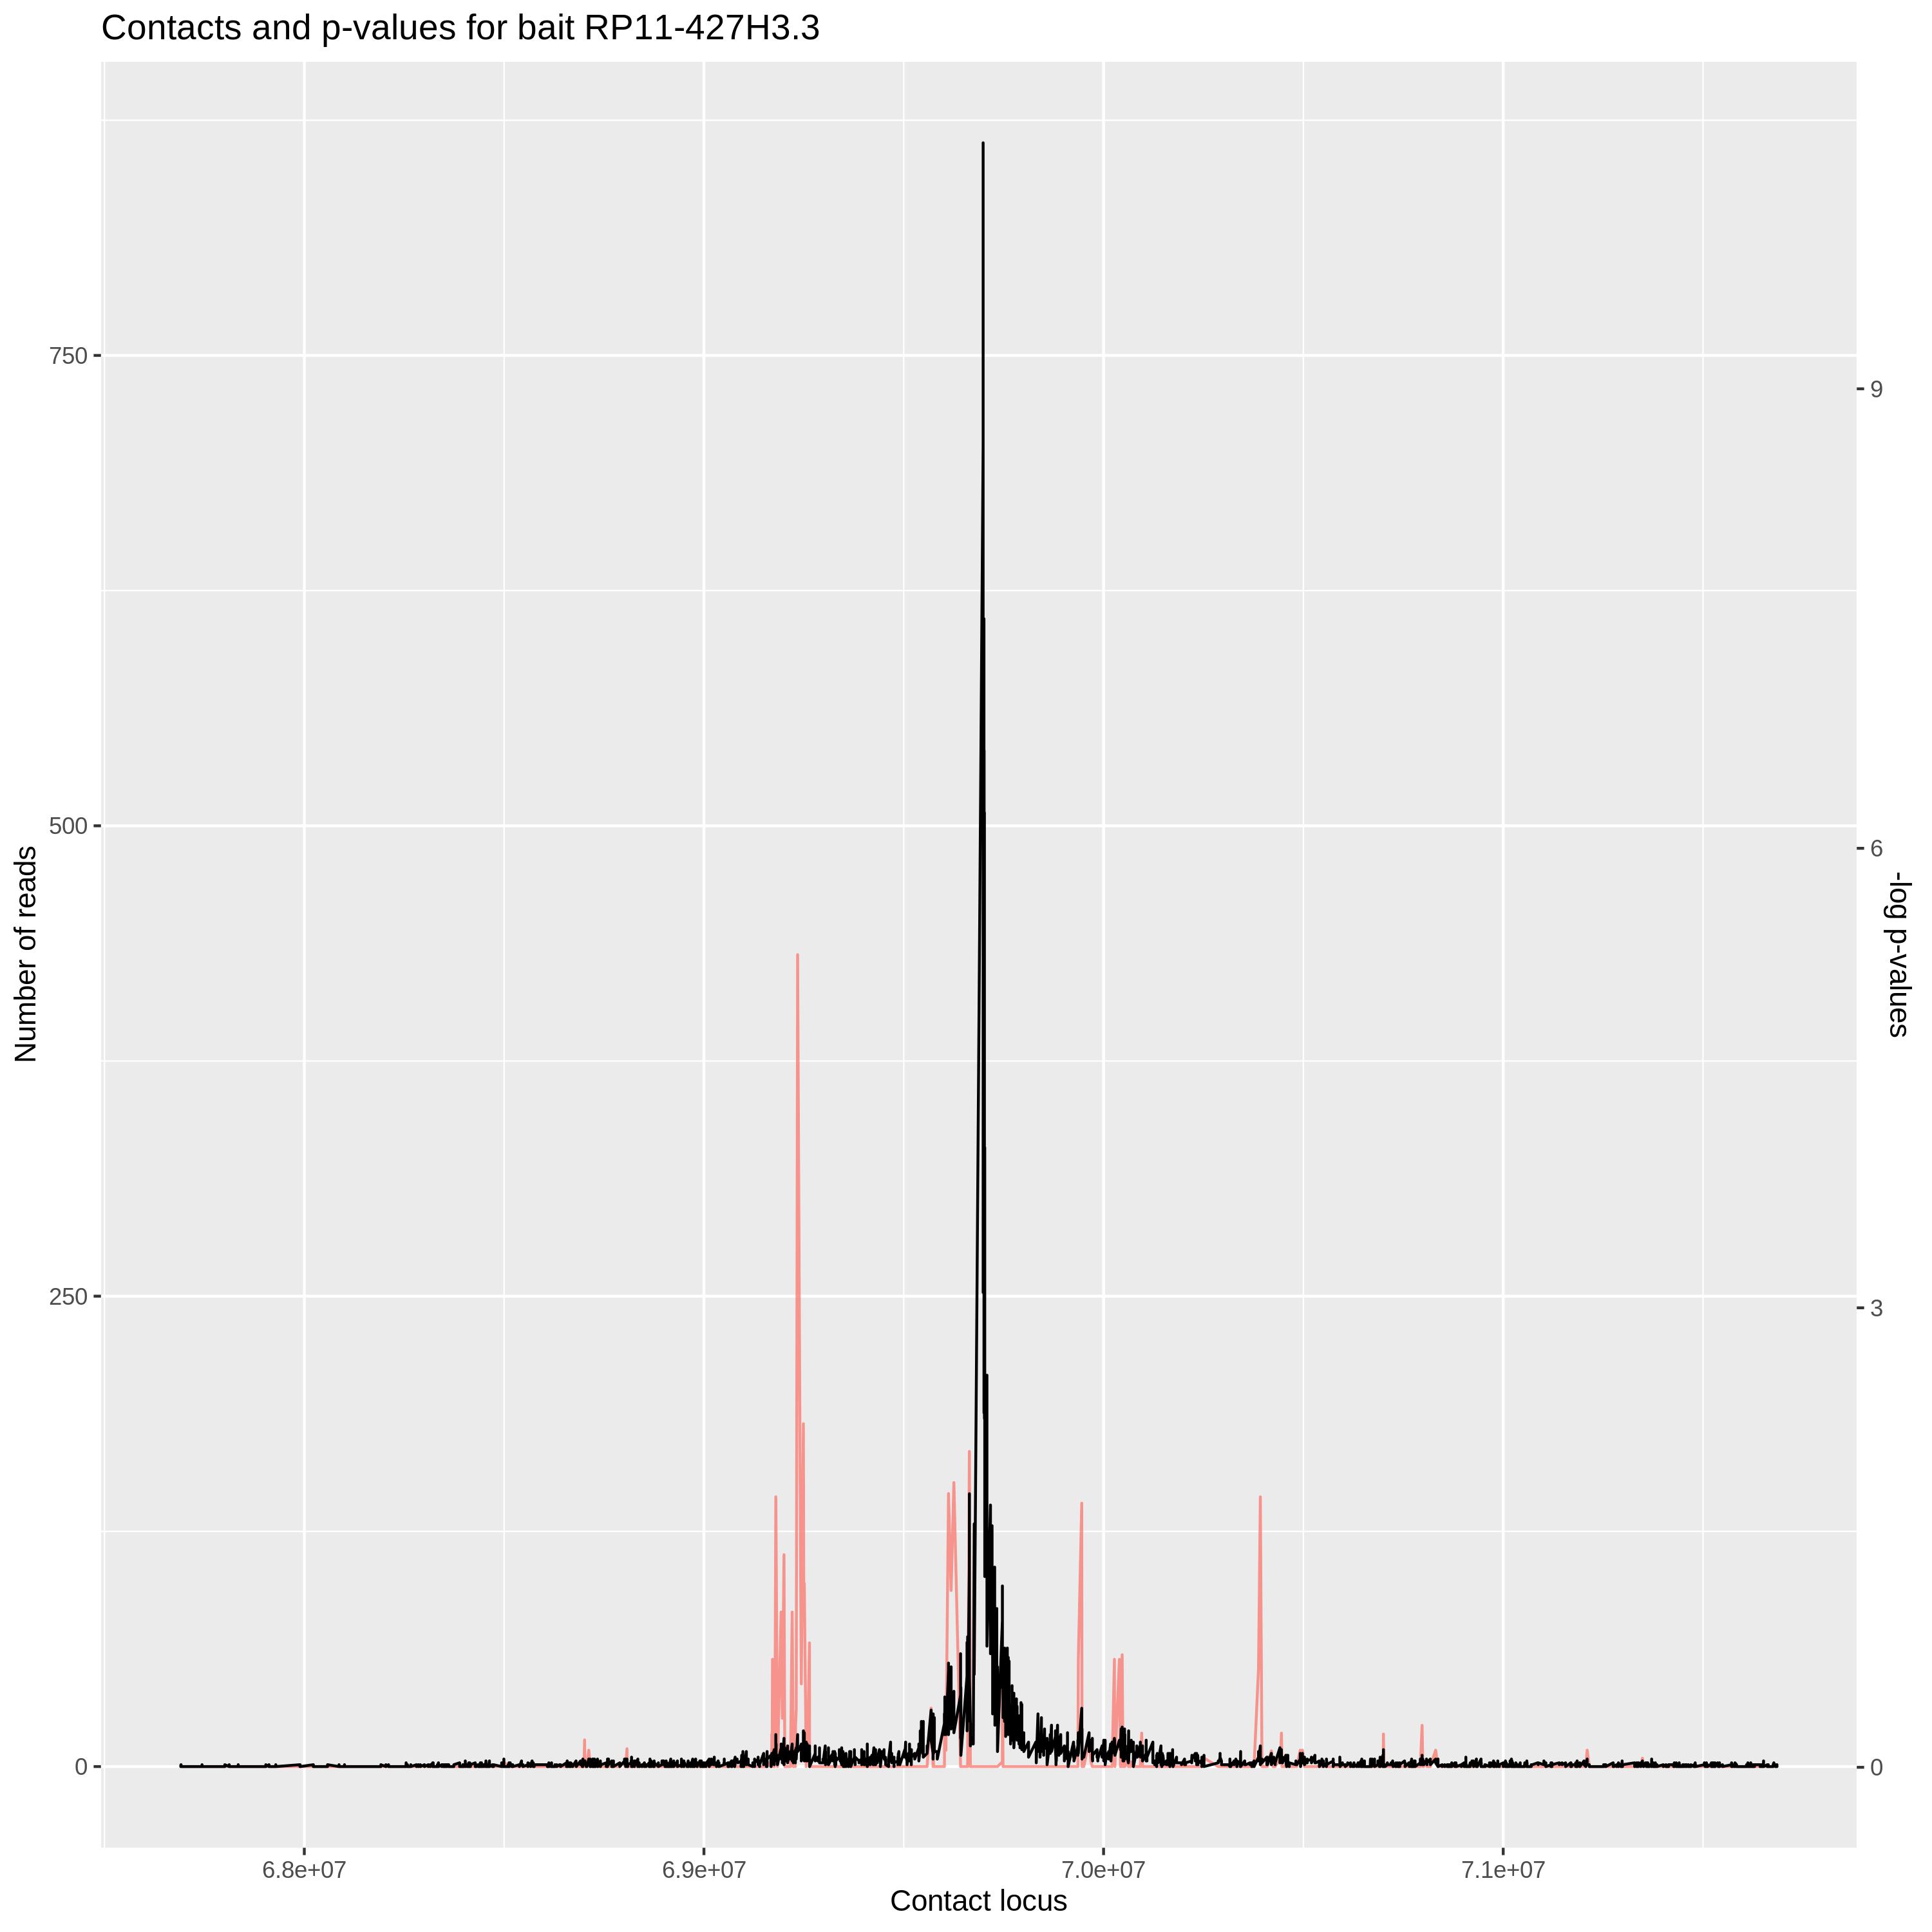 Contacts and p-values for bait RP11-427H3.3
750
500
250
0
9
6
3
0
Number of reads
-log p-values
6.8e+07
6.9e+07
7.0e+07
7.1e+07
Contact locus